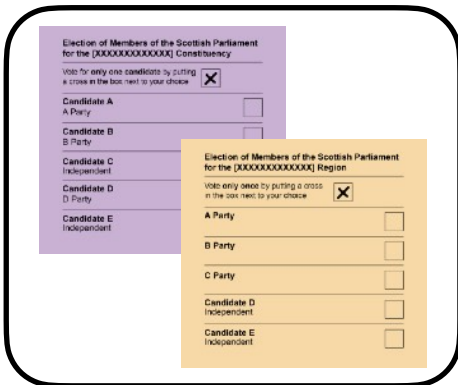 Election of Members of the Scottish Parliament
for the [XXXXXXXXXXXXX] Constituency
Vote for only one candidate by putting
a cross in the box next to your choice
Candidate A
A Party
Candidate B
B Party
Candidate C
Independent
Candidate D
D Party
Candidate E
Independent
Election of Members of the Scottish Parliament
for the [XXXXXXXXXXXXX] Region
Vote only once by putting a cross
in the box next to your choice
A Party
B Party
C Party
Candidate D
Independent
Candidate E
Independent